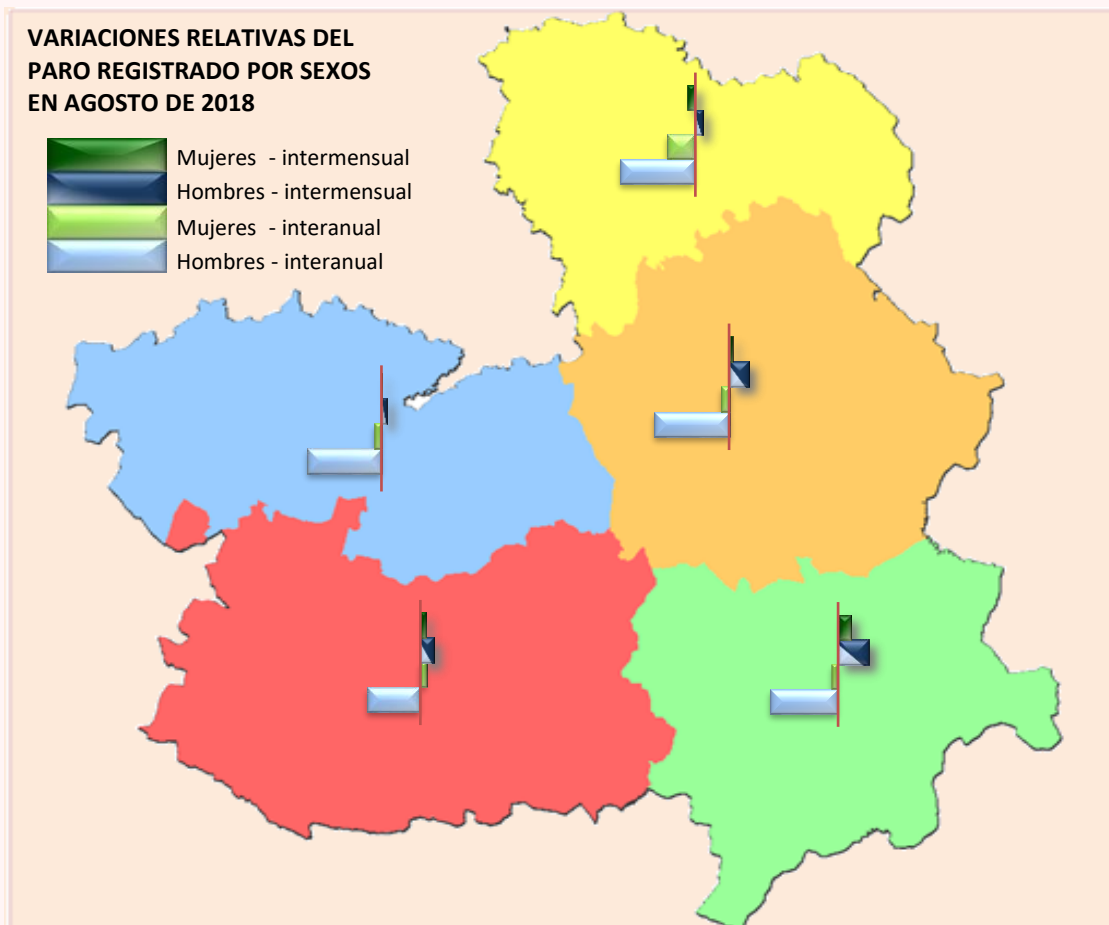 VARIACIONES RELATIVAS DEL
PARO REGISTRADO POR SEXOS
EN AGOSTO DE 2018
Mujeres - intermensual
Hombres - intermensual
Mujeres - interanual
Hombres - interanual